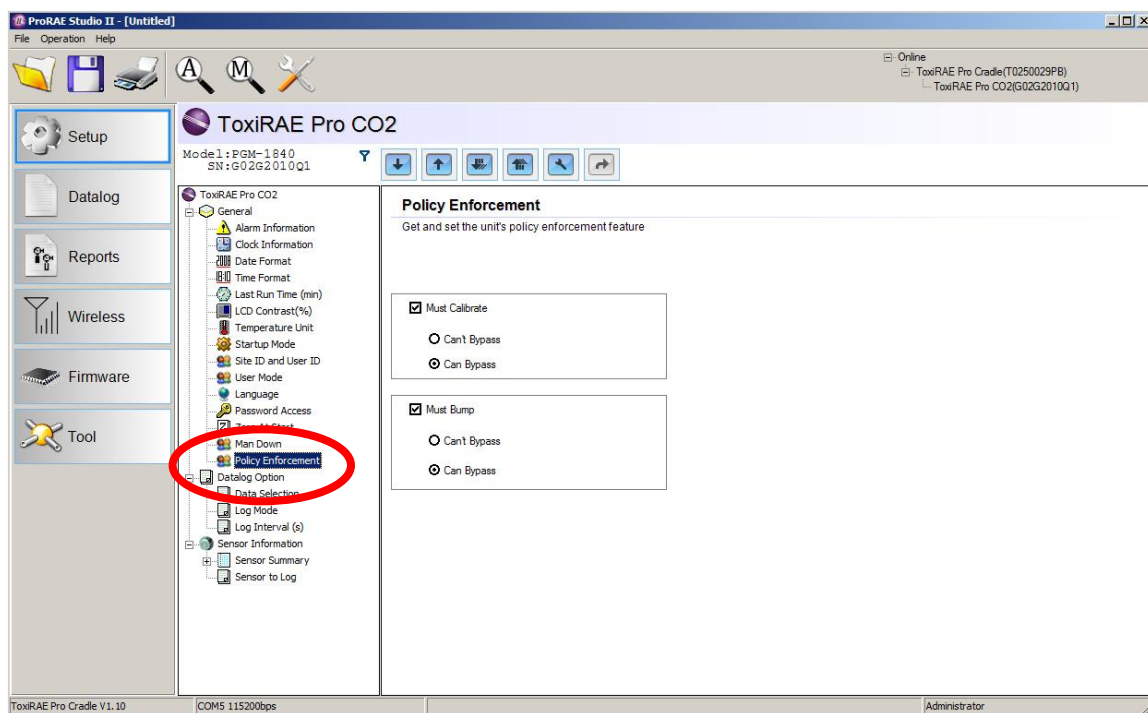 ProRAE Studio II - [Untitled]
File Operation Help
Online
ToxiRAE Pro Cradle(T0250029PB)
ToxiRAE Pro CO2(G02G2010Q1)
Setup
Datalog
Reports
Wireless
Firmware
Tool
ToxiRAE Pro CO2
Model:PGM-1840
SN:G02G2010Q1
ToxiRAE Pro CO2
General
Alarm Information
Clock Information
Date Format
Time Format
Last Run Time (min)
LCD Contrast(%)
Temperature Unit
Startup Mode
Site ID and User ID
User Mode
Language
Password Access
Zero At Start
Man Down
Policy Enforcement
Datalog Option
Data Selection
Log Mode
Log Interval (s)
Sensor Information
Sensor Summary
Sensor to Log
Policy Enforcement
Get and set the unit's policy enforcement feature
Must Calibrate
Can't Bypass
Can Bypass
Must Bump
Can't Bypass
Can Bypass
ToxiRAE Pro Cradle V1.10
COM5 115200bps
Administrator